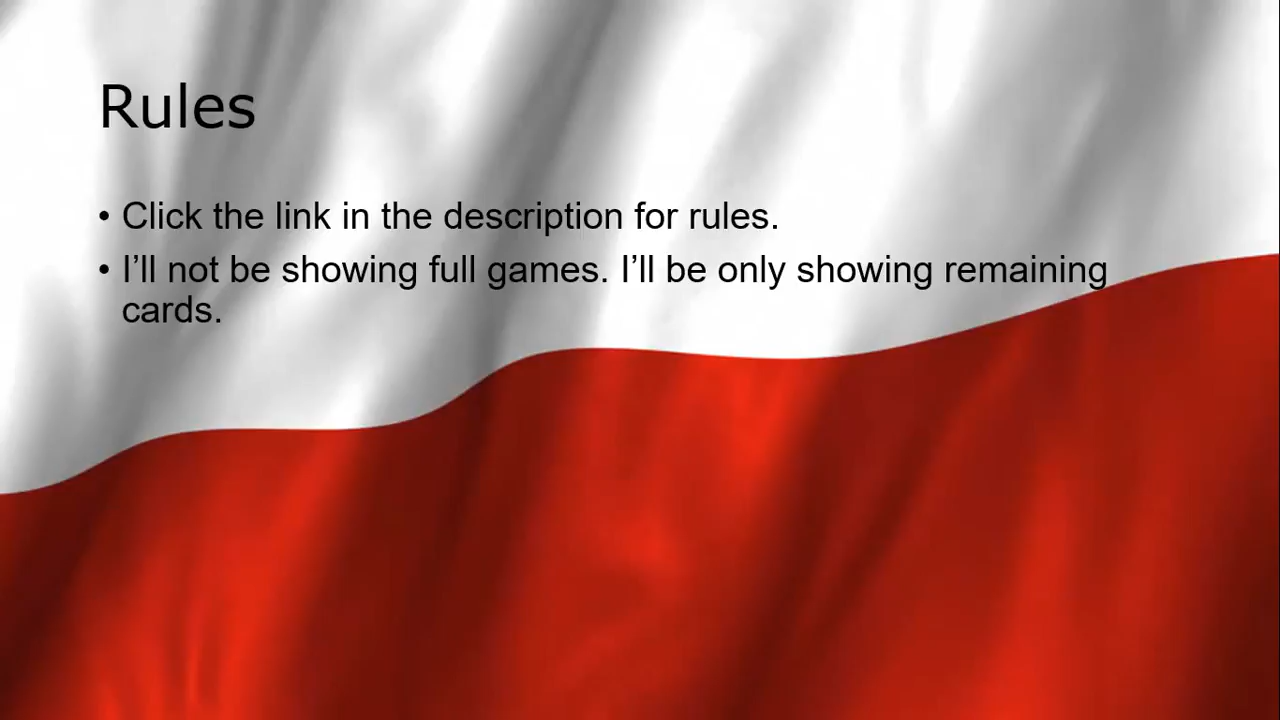 Rules
• Click the link in the description for rules.
• I’ll not be showing full games. I’ll be only showing remaining
cards.